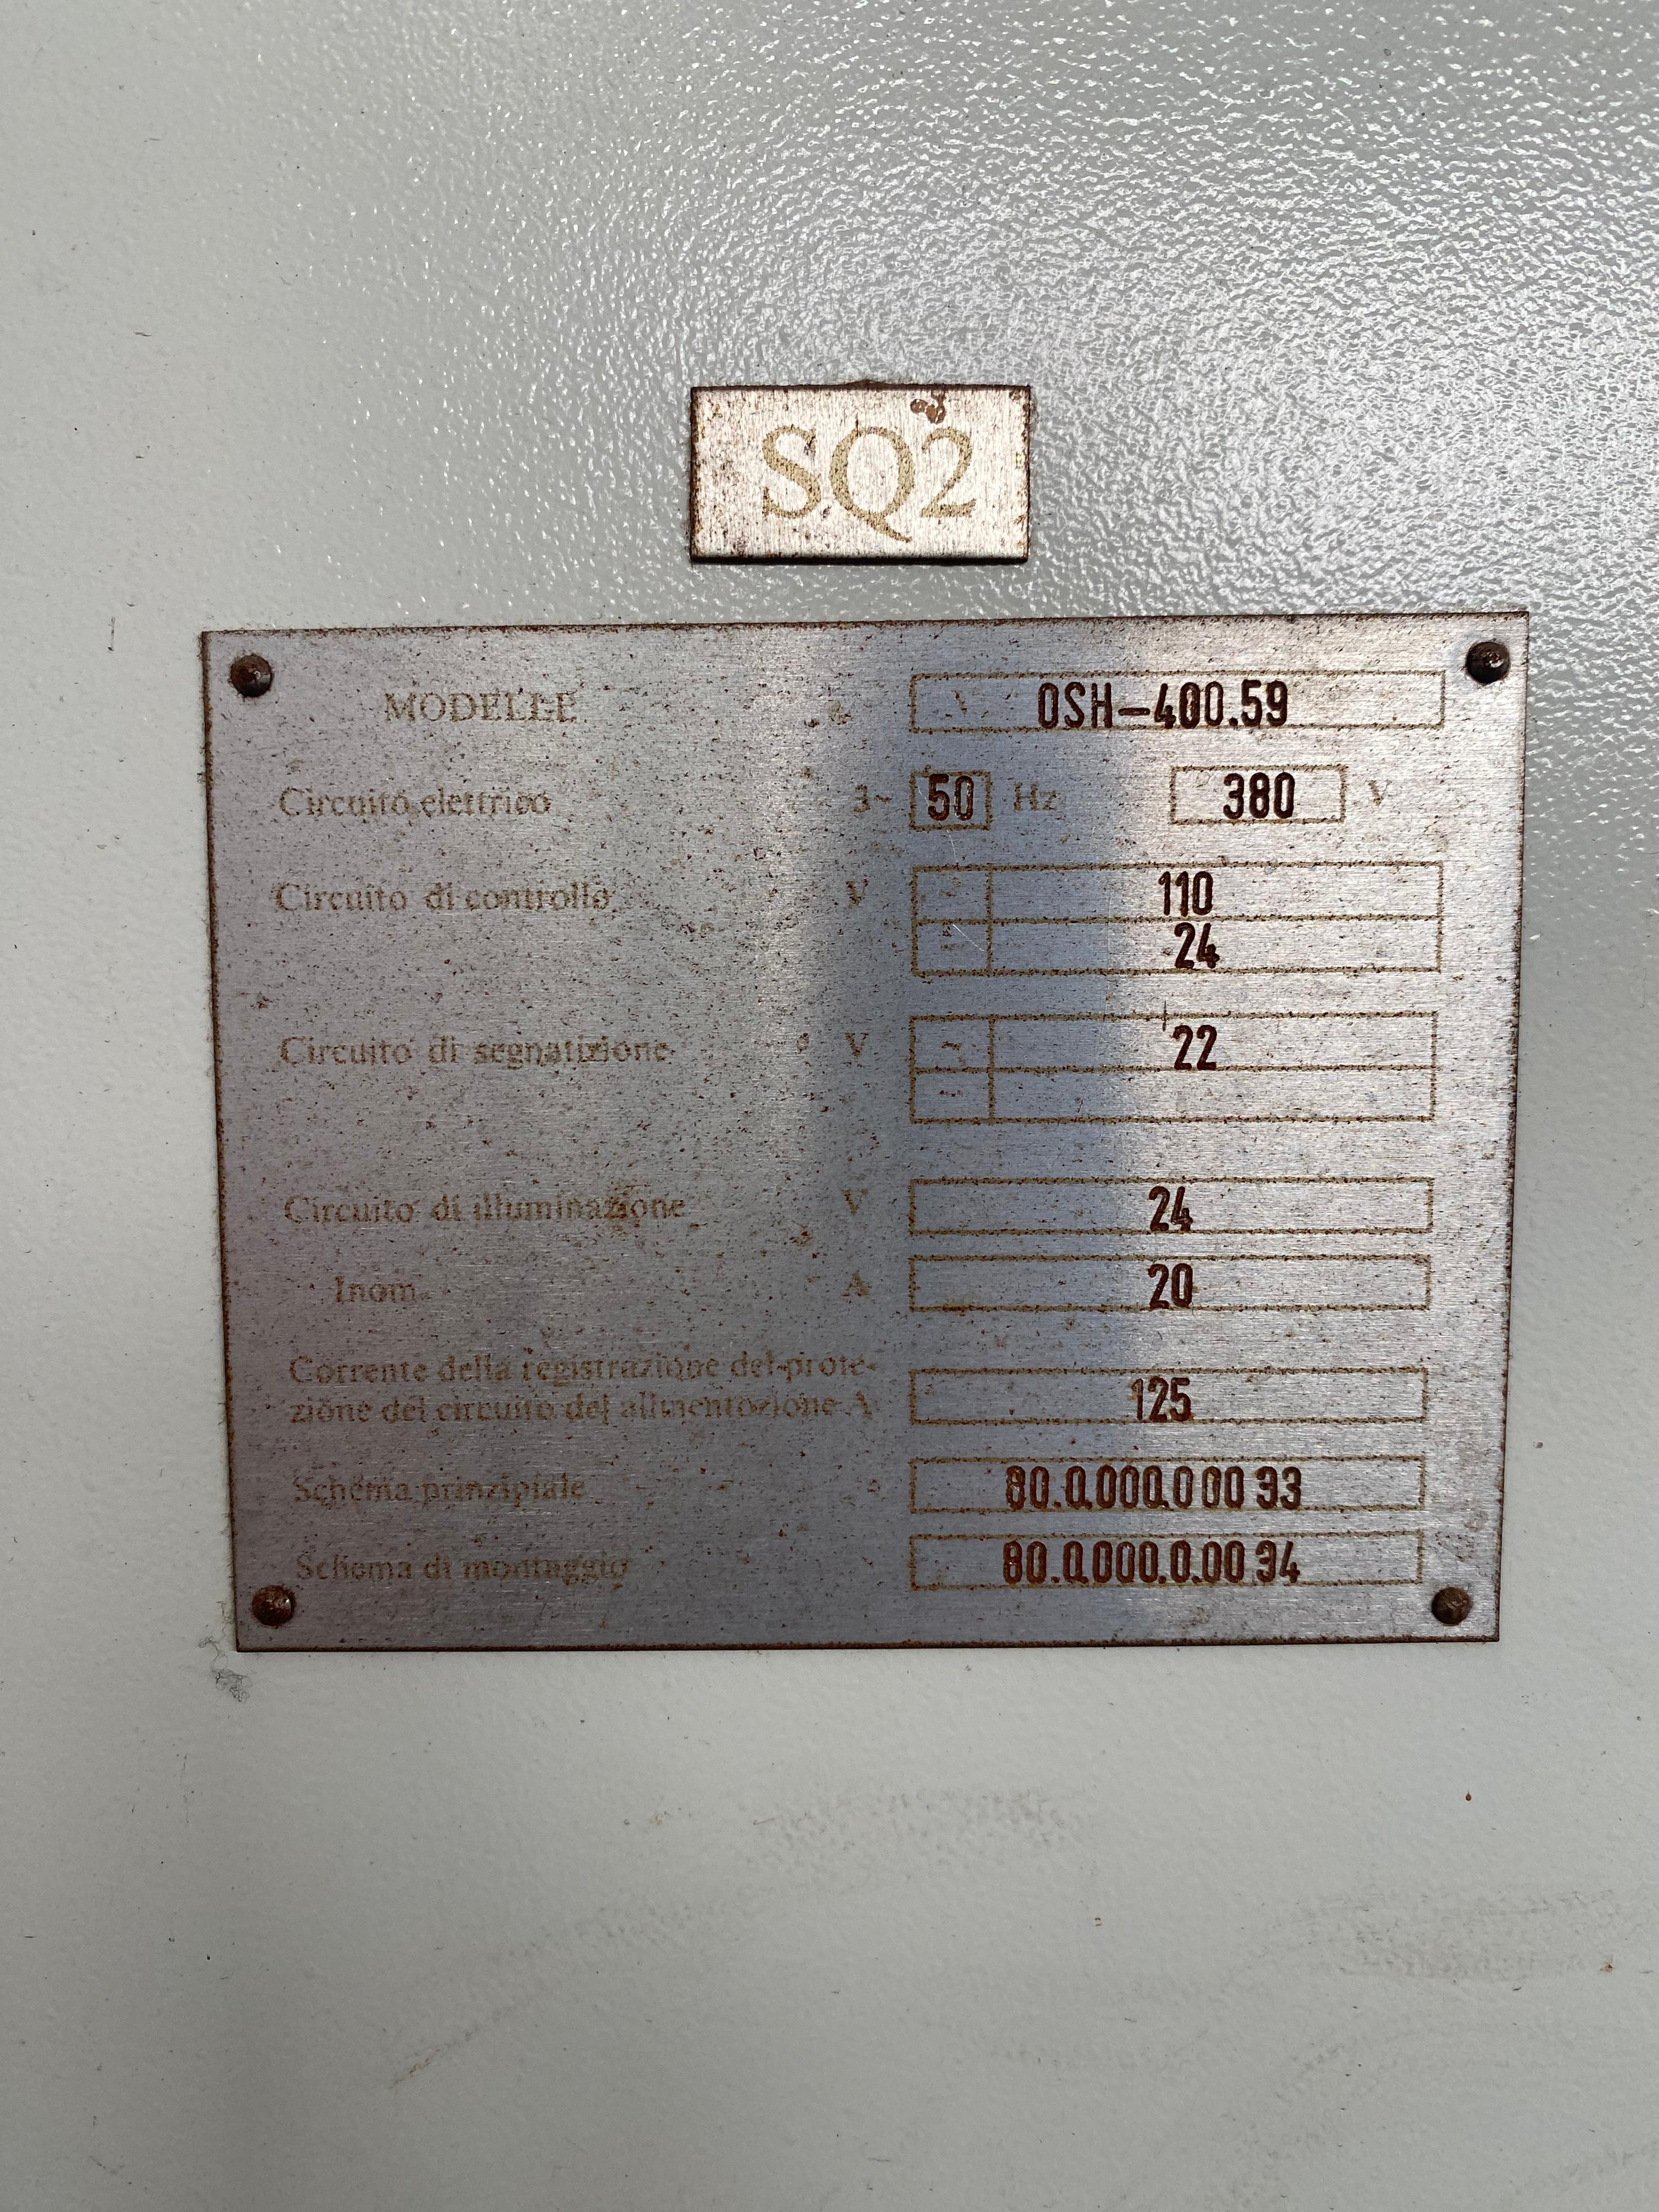 SQ2
MODELLE OSH-400.59
Circuito elettrico 3~ 50 Hz 380 V
Circuito di controllo V ~ 110
24
Circuito di segnatizione V ~ 22
Circuito di illuminazione V 24
Inom A 20
Corrente della registrazione del prote-
zione del circuito del alimentozione A 125
Schema prinzipiale 80.0.000.0.00 33
Schema di montaggio 80.0.000.0.00 34